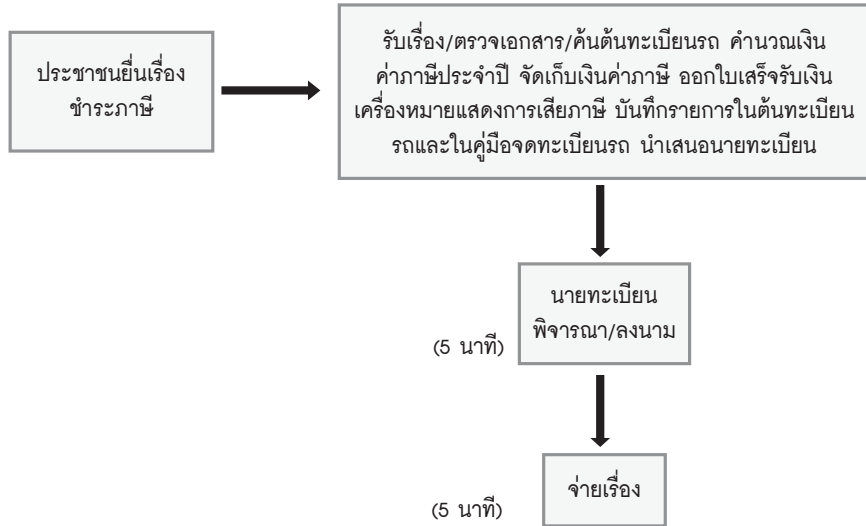 ประชาชนยื่นเรื่อง
ชำระภาษี
รับเรื่อง/ตรวจเอกสาร/ค้นต้นทะเบียนรถ คำนวณเงิน
ค่าภาษีประจำปี จัดเก็บเงินค่าภาษี ออกใบเสร็จรับเงิน
เครื่องหมายแสดงการเสียภาษี บันทึกรายการในต้นทะเบียน
รถและในคู่มือจดทะเบียนรถ นำเสนอนายทะเบียน
นายทะเบียน
พิจารณา/ลงนาม
(5 นาที)
จ่ายเรื่อง
(5 นาที)